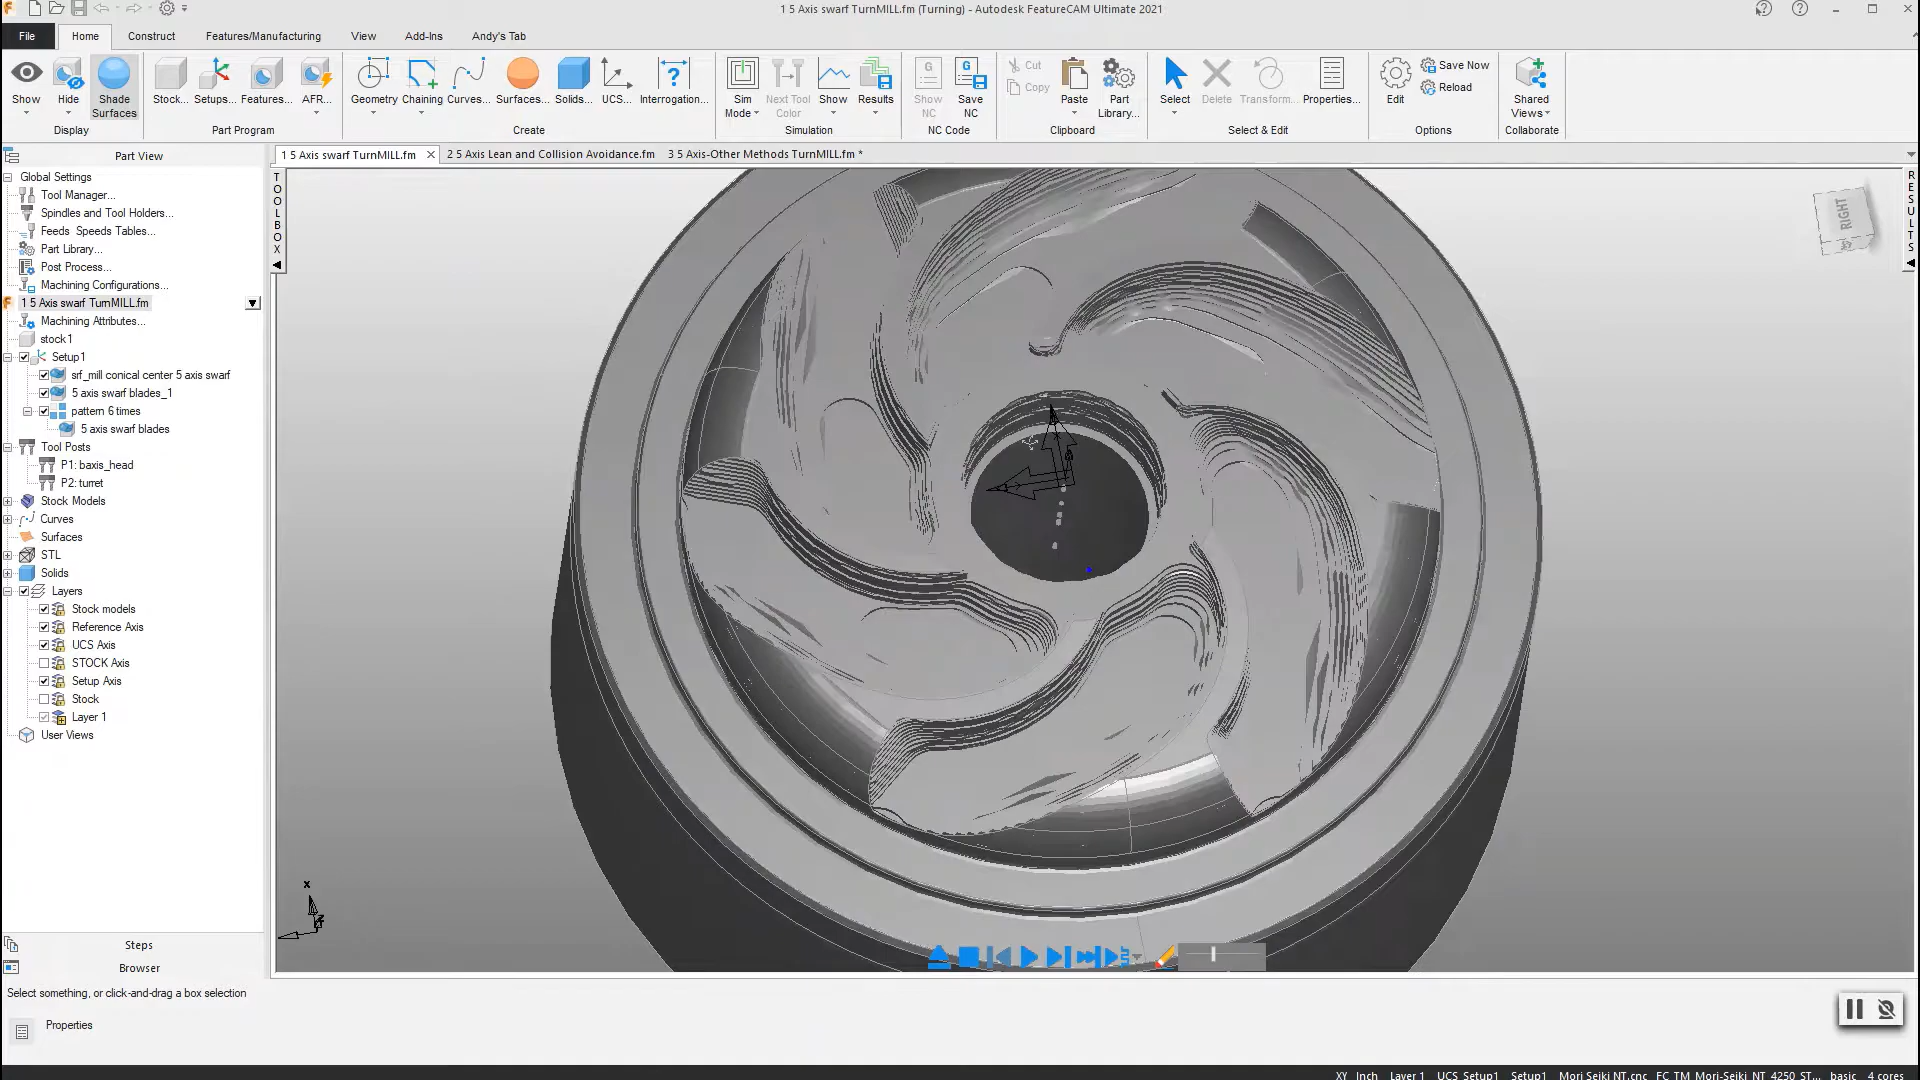 1 5 Axis swarf TurnMILL.fm (Turning) - Autodesk FeatureCAM Ultimate 2021
File Home Construct Features/Manufacturing View Add-Ins Andy's Tab
Show Hide Shade Surfaces
Display
Stock... Setups... Features... AFR...
Part Program
Geometry Chaining Curves... Surfaces... Solids... UCS... Interrogation...
Create
Sim Mode Next Tool Color Show Results
Simulation
Show NC G Save NC G
NC Code
Cut
Copy
Paste Part Library...
Clipboard
Select Delete Transform... Properties...
Select & Edit
Edit Save Now
Reload
Options
Shared Views
Collaborate
Part View
1 5 Axis swarf TurnMILL.fm 2 5 Axis Lean and Collision Avoidance.fm 3 5 Axis-Other Methods TurnMILL.fm *
TOOLBOX
RESULTS
RIGHT
Global Settings
Tool Manager...
Spindles and Tool Holders...
Feeds Speeds Tables...
Part Library...
Post Process...
Machining Configurations...
1 5 Axis swarf TurnMILL.fm
Machining Attributes...
stock1
Setup1
srf_mill conical center 5 axis swarf
5 axis swarf blades_1
pattern 6 times
5 axis swarf blades
Tool Posts
P1: baxis_head
P2: turret
Stock Models
Curves
Surfaces
STL
Solids
Layers
Stock models
Reference Axis
UCS Axis
STOCK Axis
Setup Axis
Stock
Layer 1
User Views
X
Z
Steps
Browser
Select something, or click-and-drag a box selection
Properties
XY Inch Layer 1 UCS_Setup1 Setup1 Mori Seiki NT.cnc FC_TM_Mori-Seiki_NT_4250_ST... basic 4 cores